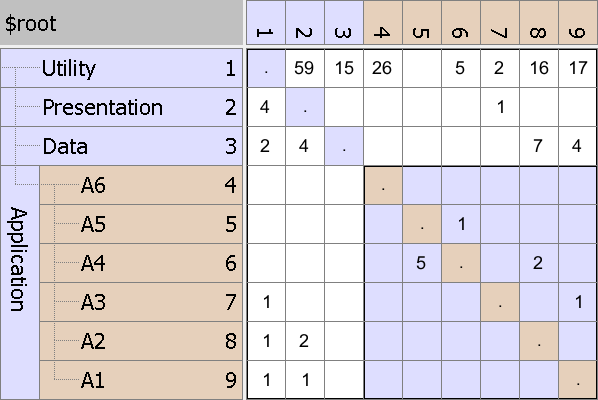 $root 1 2 3 4 5 6 7 8 9
Utility 1 . 59 15 26 5 2 16 17
Presentation 2 4 . 1
Data 3 2 4 . 7 4
Application
A6 4 .
A5 5 . 1
A4 6 5 . 2
A3 7 1 . 1
A2 8 1 2 .
A1 9 1 1 .